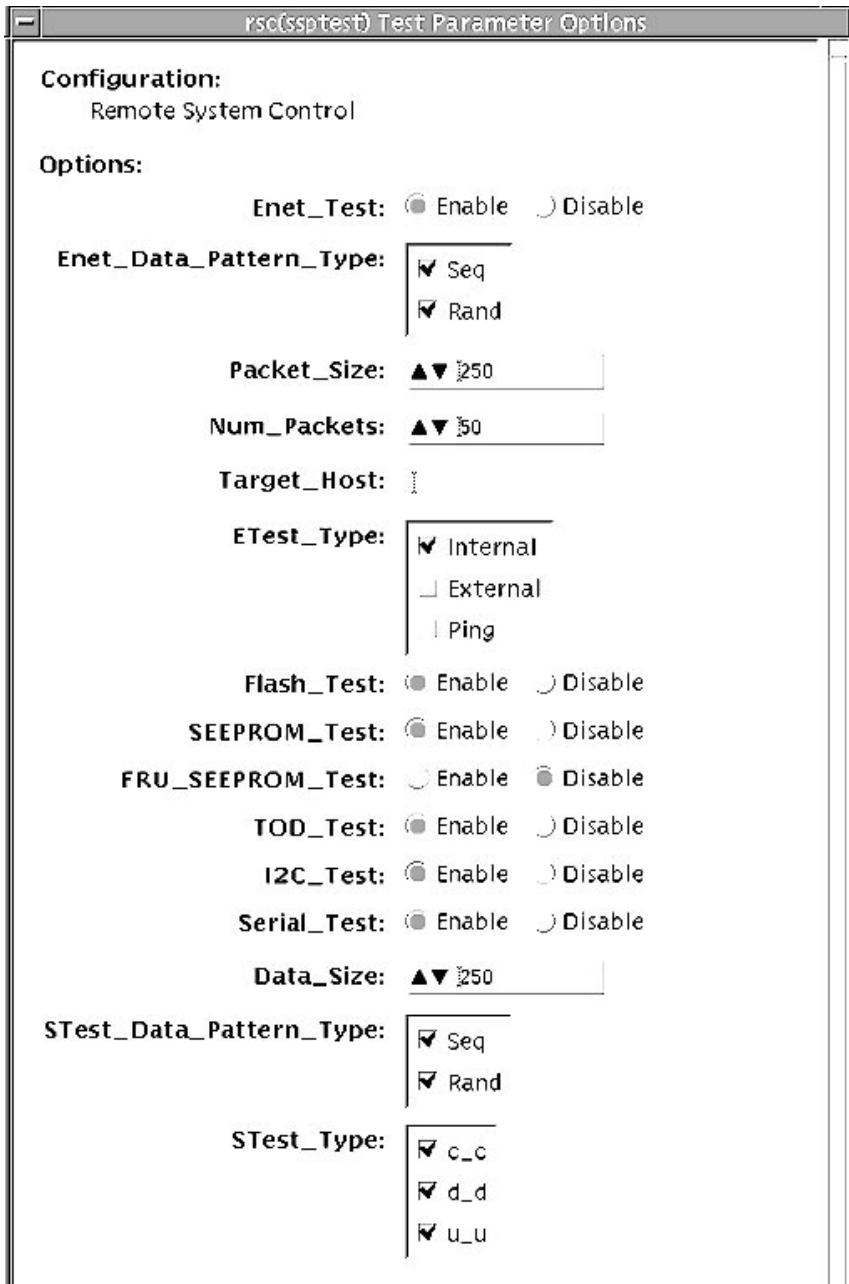 rsc(ssptest) Test Parameter Options
Configuration:
Remote System Control
Options:
Enet_Test: Enable Disable
Enet_Data_Pattern_Type: Seq
Rand
Packet_Size: 250
Num_Packets: 50
Target_Host:
ETest_Type: Internal
External
Ping
Flash_Test: Enable Disable
SEEPROM_Test: Enable Disable
FRU_SEEPROM_Test: Enable Disable
TOD_Test: Enable Disable
I2C_Test: Enable Disable
Serial_Test: Enable Disable
Data_Size: 250
STest_Data_Pattern_Type: Seq
Rand
STest_Type: c_c
d_d
u_u